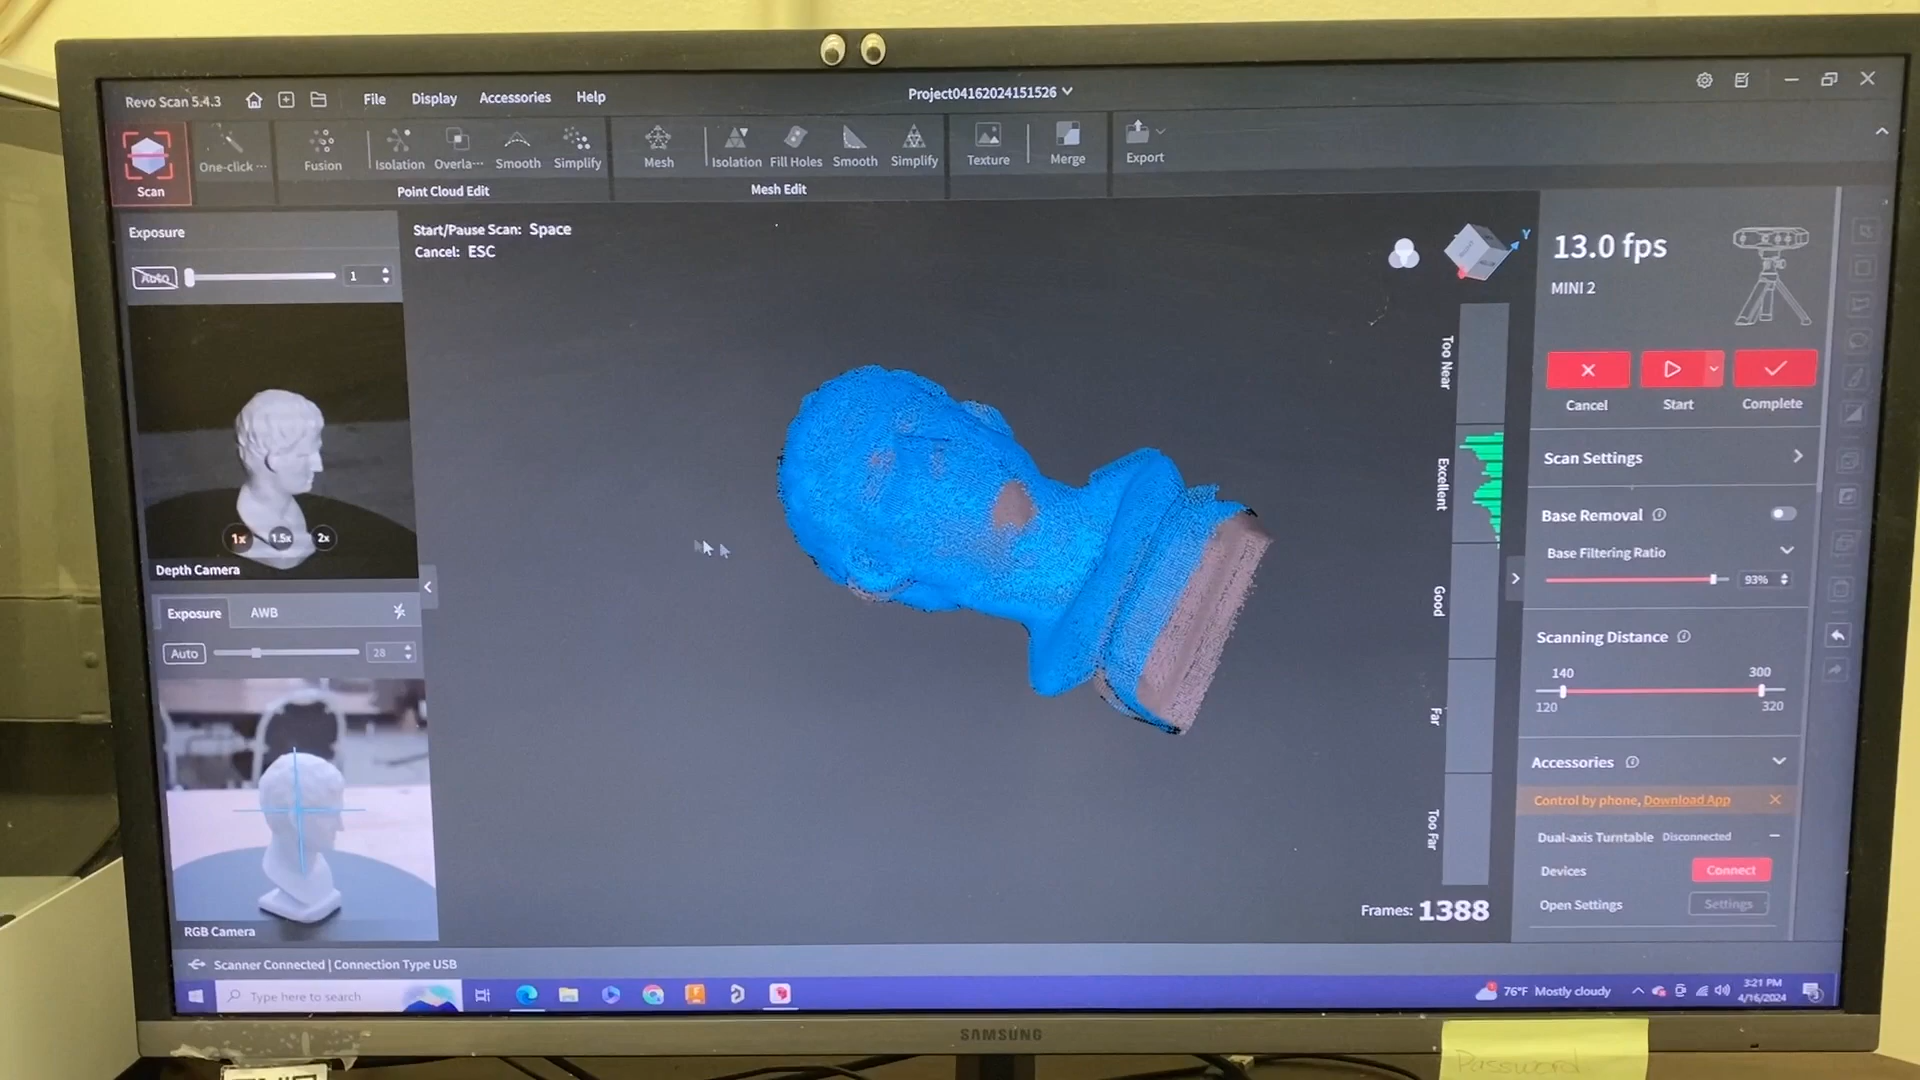 Revo Scan 5.4.3
File Display Accessories Help
Project04162024151526
Scan
One-click ...
Fusion
Isolation
Overla...
Smooth
Simplify
Point Cloud Edit
Mesh
Isolation
Fill Holes
Smooth
Simplify
Mesh Edit
Texture
Merge
Export
Exposure
Auto
1
1x
1.5x
2x
Depth Camera
Exposure
AWB
Auto
28
RGB Camera
Start/Pause Scan: Space
Cancel: ESC
Y
Too Near
Excellent
Good
Far
Too Far
Frames: 1388
13.0 fps
MINI 2
Cancel
Start
Complete
Scan Settings
Base Removal
Base Filtering Ratio
93%
Scanning Distance
140
300
120
320
Accessories
Control by phone, Download App
Dual-axis Turntable Disconnected
Devices
Connect
Open Settings
Settings
Scanner Connected | Connection Type USB
Type here to search
76°F Mostly cloudy
3:21 PM
4/16/2024
SAMSUNG
Password